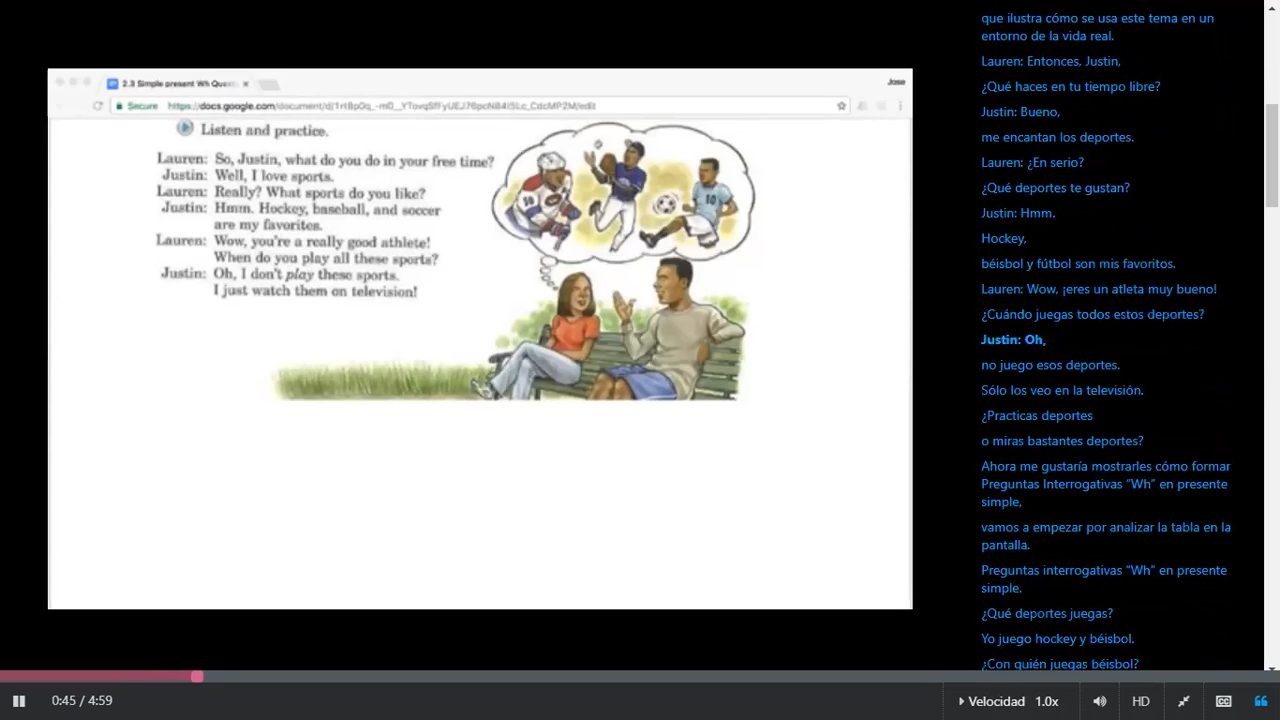 2.3 Simple present Wh Ques
Jose
Secure
Listen and practice.
Lauren: So, Justin, what do you do in your free time?
Justin: Well, I love sports.
Lauren: Really? What sports do you like?
Justin: Hmm. Hockey, baseball, and soccer
are my favorites.
Lauren: Wow, you're a really good athlete!
When do you play all these sports?
Justin: Oh, I don't play these sports.
I just watch them on television!
10
10
que ilustra cómo se usa este tema en un
entorno de la vida real.
Lauren: Entonces, Justin,
¿Qué haces en tu tiempo libre?
Justin: Bueno,
me encantan los deportes.
Lauren: ¿En serio?
¿Qué deportes te gustan?
Justin: Hmm.
Hockey,
béisbol y fútbol son mis favoritos.
Lauren: Wow, ¡eres un atleta muy bueno!
¿Cuándo juegas todos estos deportes?
Justin: Oh,
no juego esos deportes.
Sólo los veo en la televisión.
¿Practicas deportes
o miras bastantes deportes?
Ahora me gustaría mostrarles cómo formar
Preguntas Interrogativas “Wh” en presente
simple,
vamos a empezar por analizar la tabla en la
pantalla.
Preguntas interrogativas “Wh” en presente
simple.
¿Qué deportes juegas?
Yo juego hockey y béisbol.
¿Con quién juegas béisbol?
0:45 / 4:59
Velocidad 1.0x
HD
CC